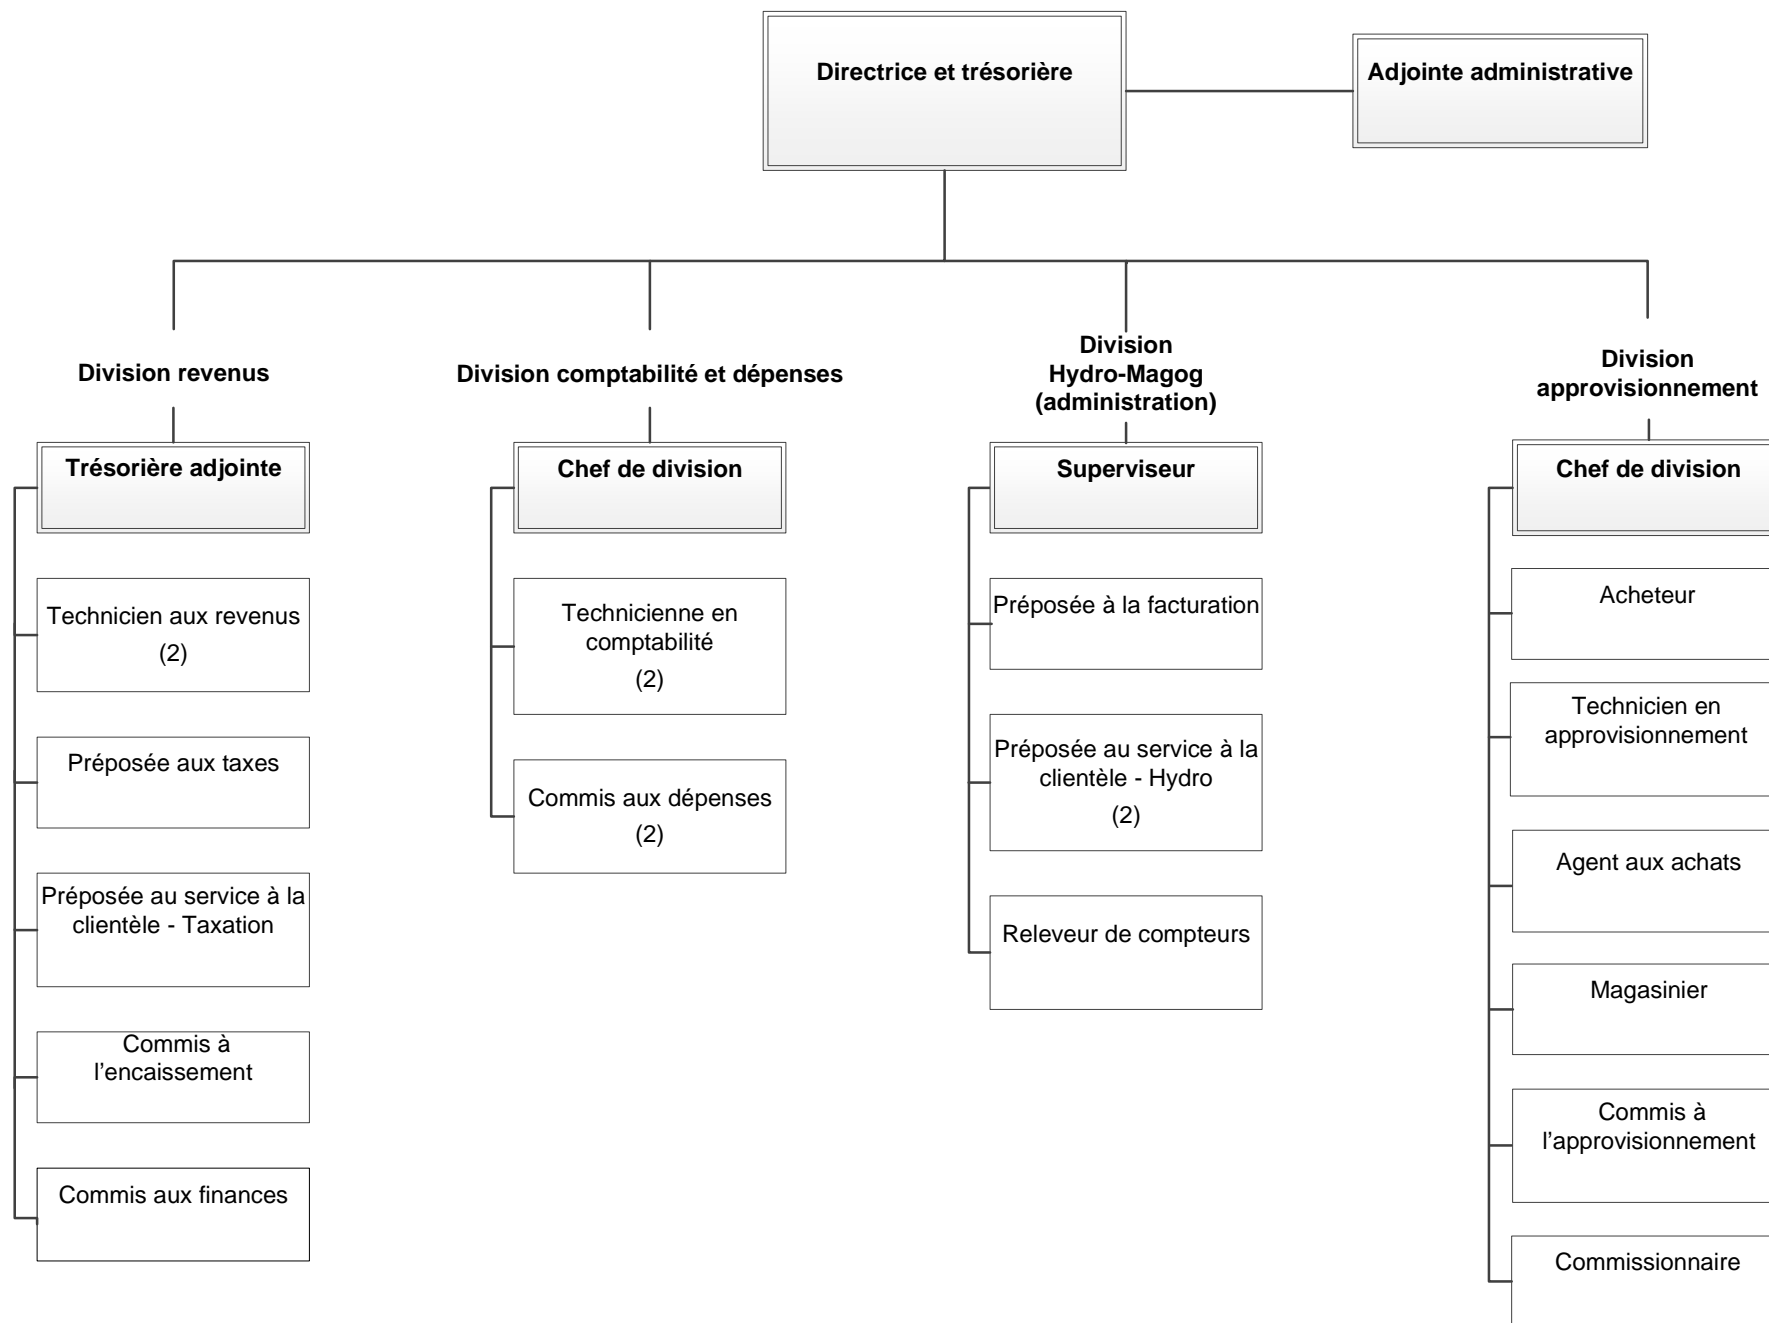 Directrice et trésorière
Adjointe administrative
Division revenus
Trésorière adjointe
Technicien aux revenus
(2)
Préposée aux taxes
Préposée au service à la
clientèle - Taxation
Commis à
l'encaissement
Commis aux finances
Division comptabilité et dépenses
Chef de division
Technicienne en
comptabilité
(2)
Commis aux dépenses
(2)
Division
Hydro-Magog
(administration)
Superviseur
Préposée à la facturation
Préposée au service à la
clientèle - Hydro
(2)
Releveur de compteurs
Division
approvisionnement
Chef de division
Acheteur
Technicien en
approvisionnement
Agent aux achats
Magasinier
Commis à
l'approvisionnement
Commissionnaire